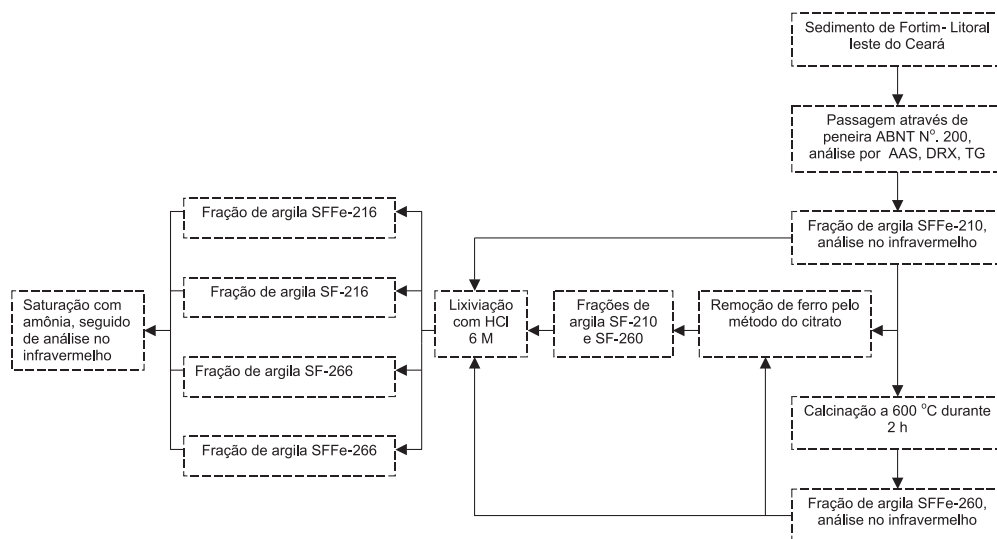 Sedimento de Fortim- Litoral
leste do Ceará
Passagem através de
peneira ABNT Nº. 200,
análise por AAS, DRX, TG
Fração de argila SFFe-210,
análise no infravermelho
Fração de argila SFFe-216
Fração de argila SF-216
Fração de argila SF-266
Fração de argila SFFe-266
Saturação com
amônia, seguido
de análise no
infravermelho
Lixiviação
com HCl
6 M
Frações de
argila SF-210
e SF-260
Remoção de ferro pelo
método do citrato
Calcinação a 600 °C durante
2 h
Fração de argila SFFe-260,
análise no infravermelho